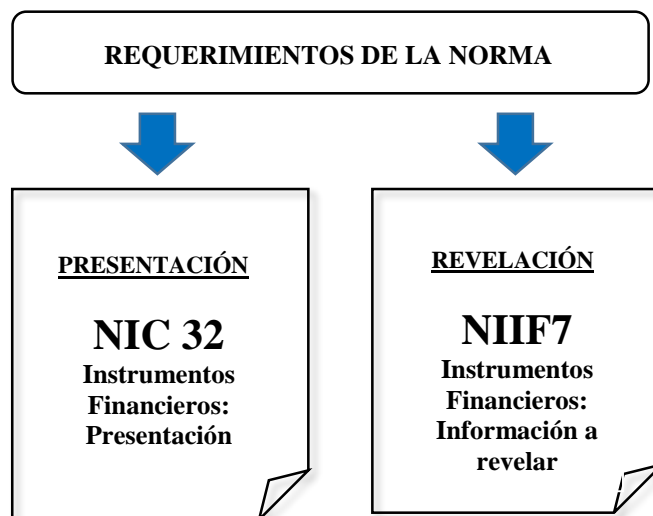 REQUERIMIENTOS DE LA NORMA
PRESENTACIÓN
NIC 32
Instrumentos
Financieros:
Presentación
REVELACIÓN
NIIF7
Instrumentos
Financieros:
Información a
revelar